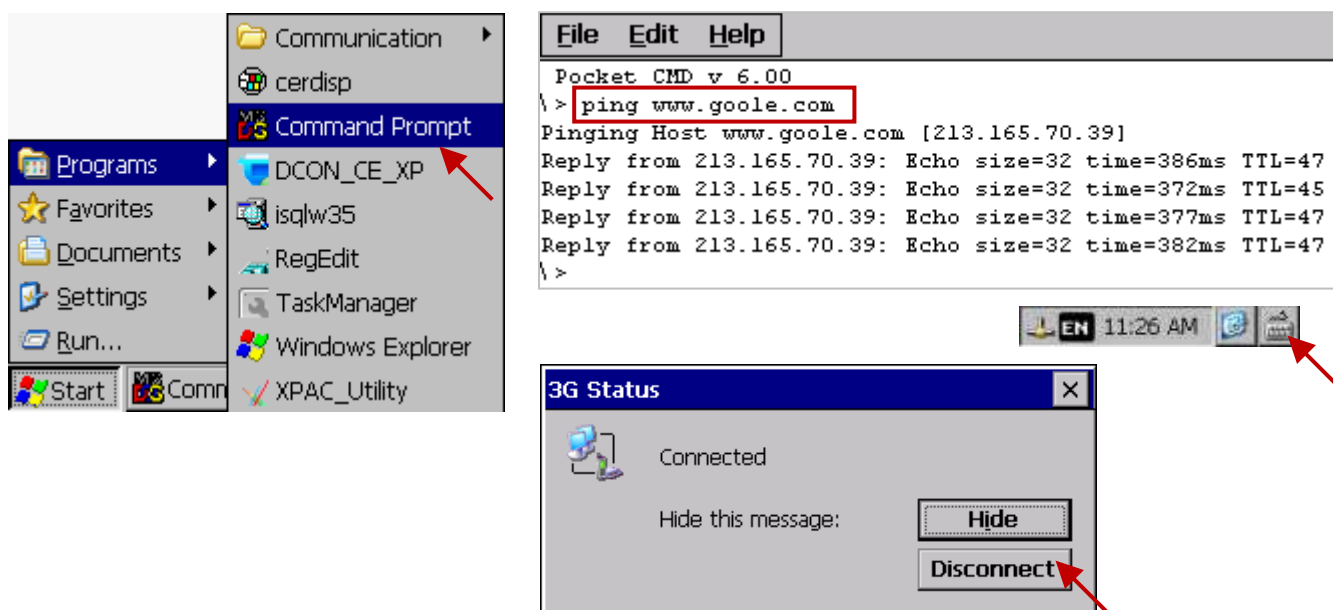 Communication
cerdisp
Command Prompt
DCON_CE_XP
isqlw35
RegEdit
TaskManager
Windows Explorer
XPAC_Utility
Programs
Favorites
Documents
Settings
Run...
Start Comm
File Edit Help
Pocket CMD v 6.00
\> ping www.goole.com
Pinging Host www.goole.com [213.165.70.39]
Reply from 213.165.70.39: Echo size=32 time=386ms TTL=47
Reply from 213.165.70.39: Echo size=32 time=372ms TTL=45
Reply from 213.165.70.39: Echo size=32 time=377ms TTL=47
Reply from 213.165.70.39: Echo size=32 time=382ms TTL=47
\>
EN 11:26 AM
3G Status
Connected
Hide this message: Hide
Disconnect